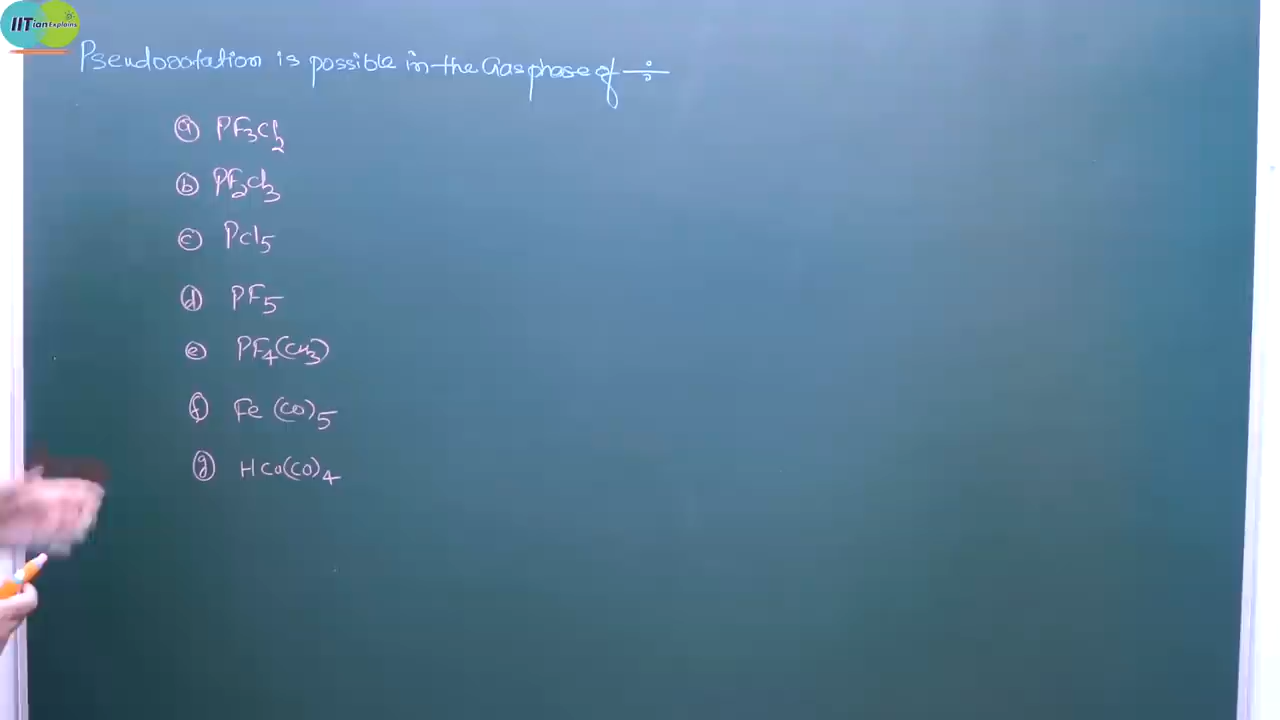 IITian Explains
Pseudorotation is possible in the Gas phase of ÷
(a) PF₃Cl₂
(b) PF₂Cl₃
(c) PCl₅
(d) PF₅
(e) PF₄(CH₃)
(f) Fe(CO)₅
(g) HCo(CO)₄